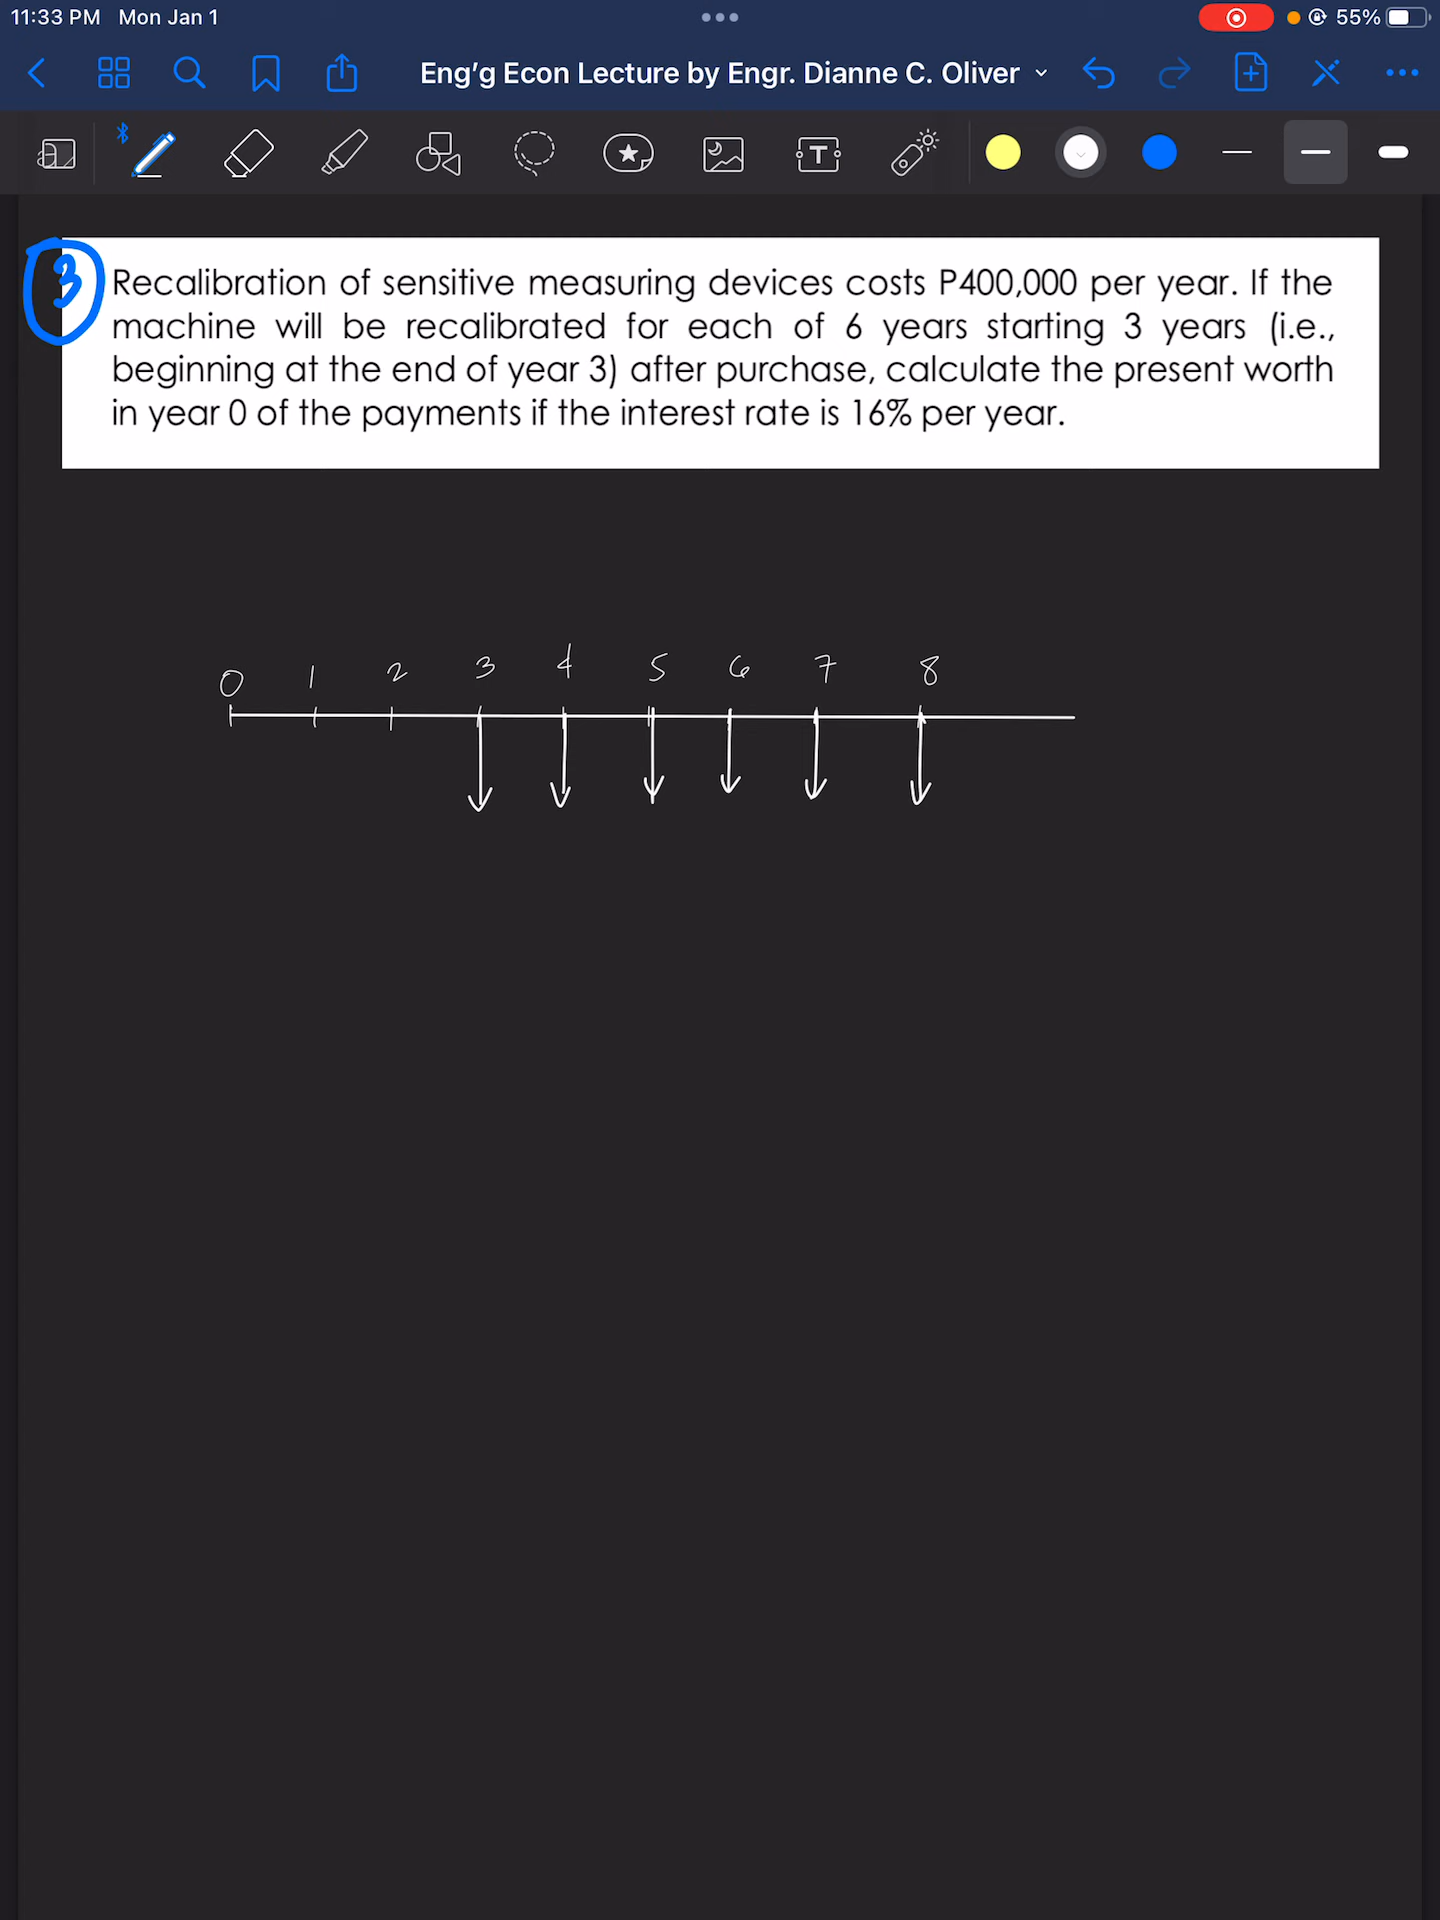 11:33 PM Mon Jan 1
55%
Eng'g Econ Lecture by Engr. Dianne C. Oliver
T
3
Recalibration of sensitive measuring devices costs P400,000 per year. If the
machine will be recalibrated for each of 6 years starting 3 years (i.e.,
beginning at the end of year 3) after purchase, calculate the present worth
in year 0 of the payments if the interest rate is 16% per year.
0 1 2 3 4 5 6 7 8